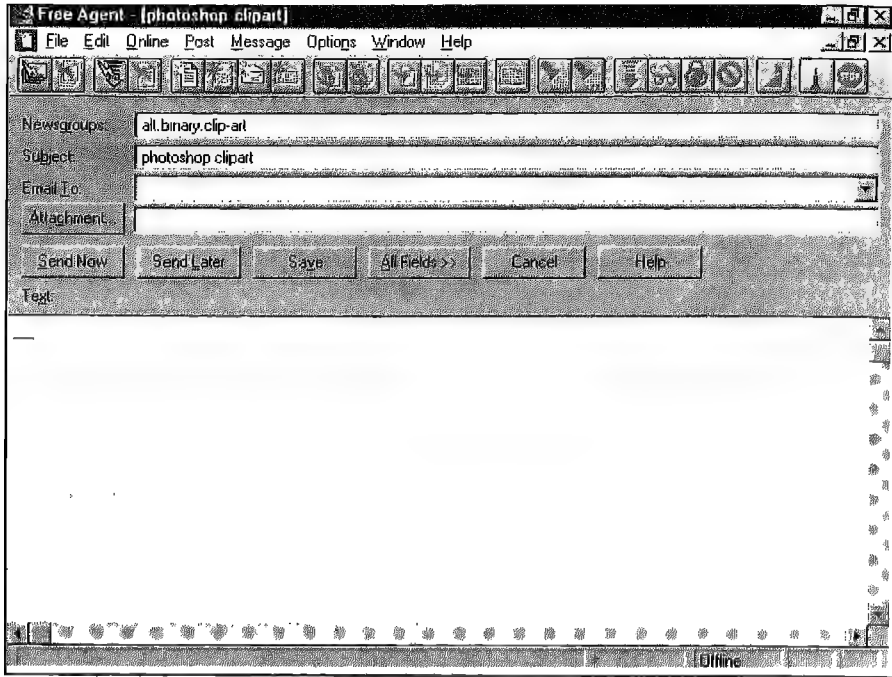 Free Agent - [photoshop clipart]
File Edit Online Post Message Options Window Help
Newsgroups: alt.binary.clip-art
Subject: photoshop clipart
Email To:
Attachment...
Send Now Send Later Save All Fields >> Cancel Help
Text:
Offline